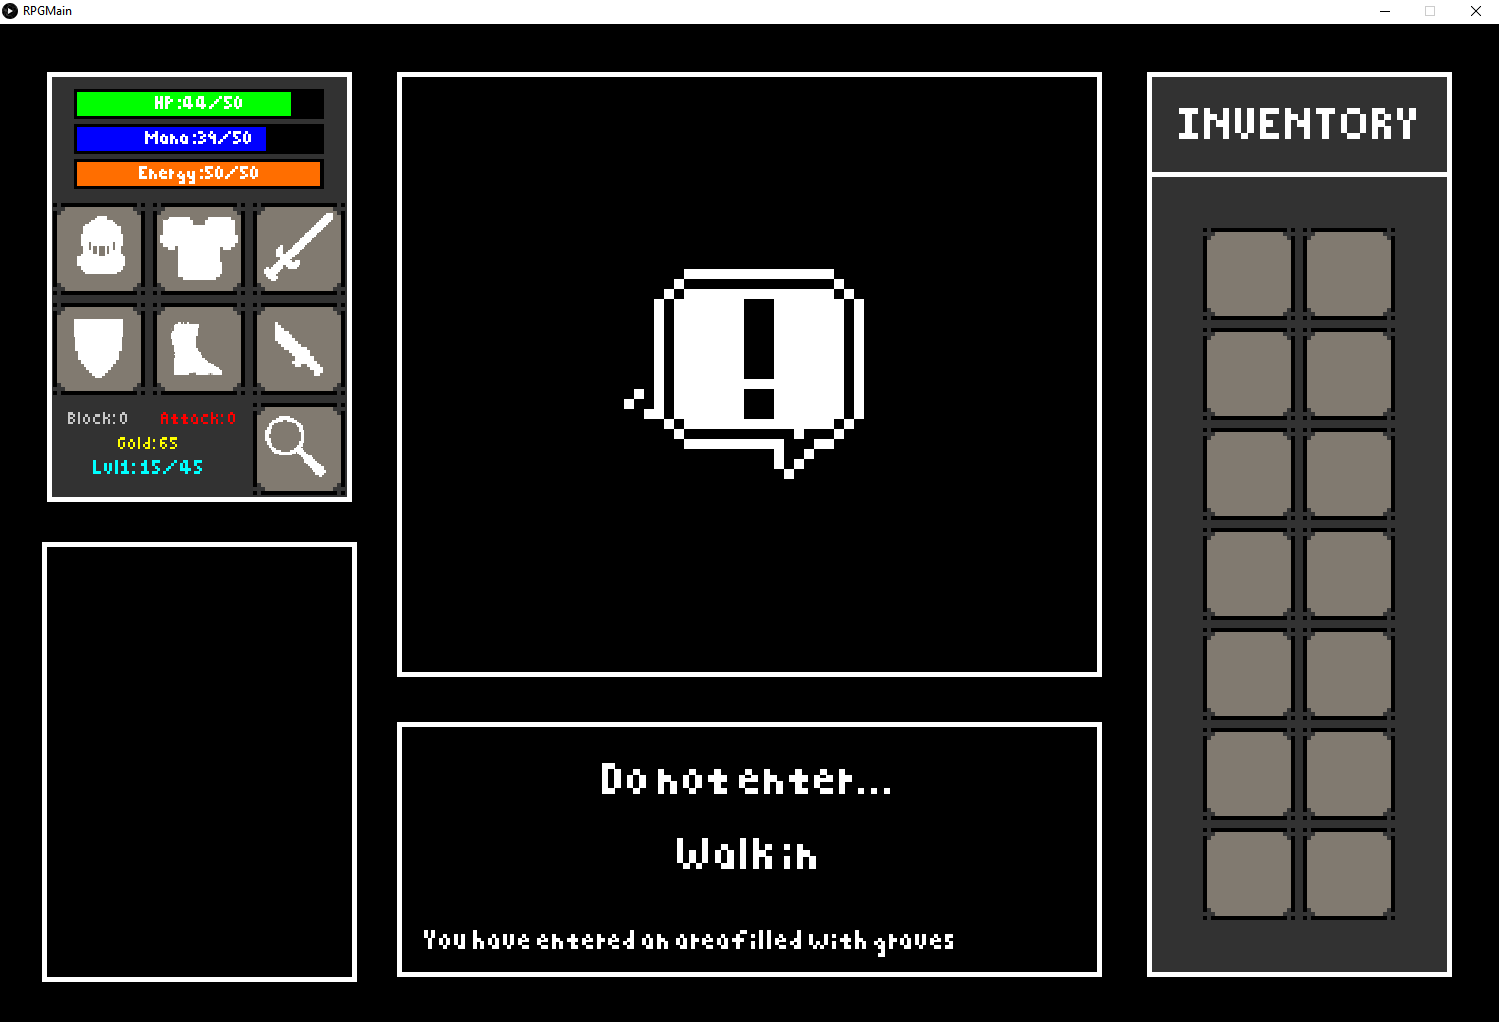 RPGMain
HP:44/50
Mana:39/50
Energy:50/50
Block:0 Attack:0
Gold:65
Lvl1:15/45
!
Do not enter...
Walk in
You have entered an area filled with graves
INVENTORY